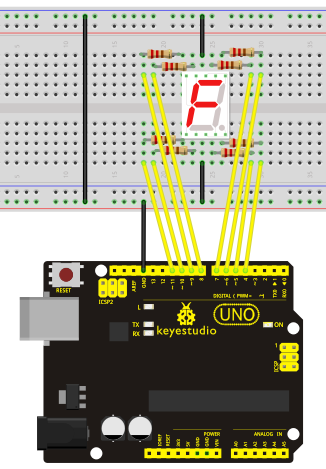 RESET
ICSP2
AREF
GND
13
12
11
10
9
8
7
6
5
4
3
2
TX 1
RX 0
DIGITAL ( PWM~ )
L
TX
RX
keyestudio
UNO
ON
1
ICSP
IOREF
RESET
3V3
5V
GND
GND
VIN
POWER
ANALOG IN
A0
A1
A2
A3
A4
A5